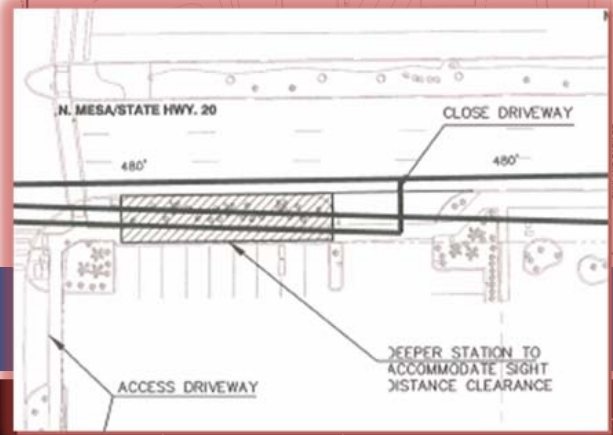 N. MESA/STATE HWY. 20
CLOSE DRIVEWAY
480'
480'
DEEPER STATION TO
ACCOMMODATE SIGHT
DISTANCE CLEARANCE
ACCESS DRIVEWAY